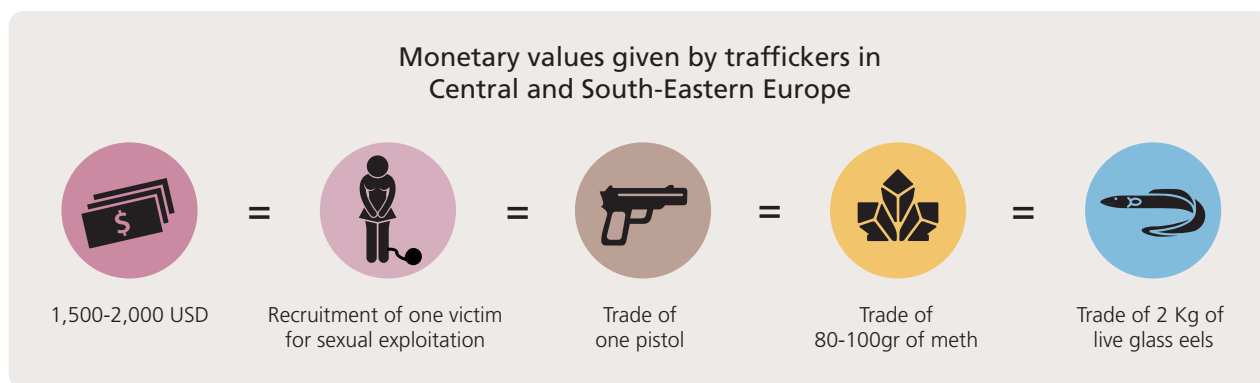 Monetary values given by traffickers in
Central and South-Eastern Europe
$
=
=
=
=
1,500-2,000 USD
Recruitment of one victim
for sexual exploitation
Trade of
one pistol
Trade of
80-100gr of meth
Trade of 2 Kg of
live glass eels